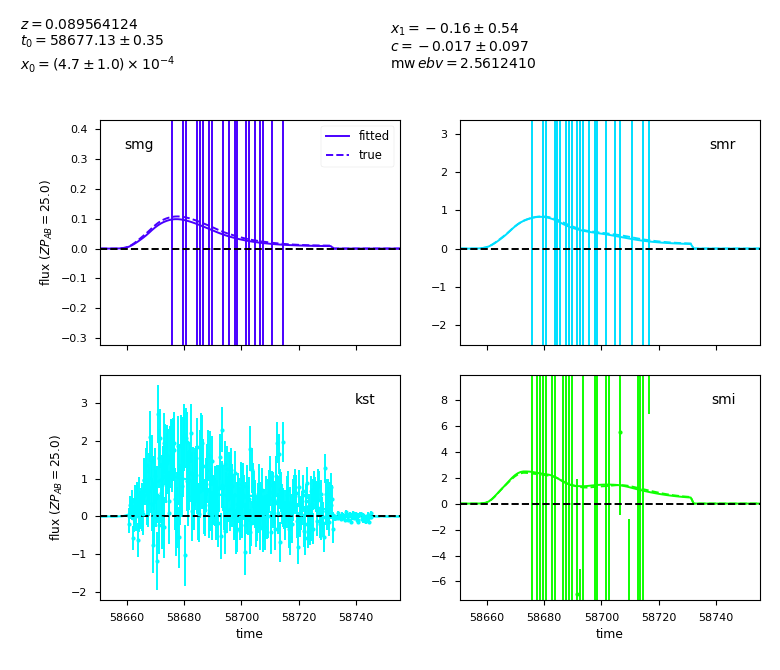 z = 0.089564124
t₀ = 58677.13 ± 0.35
x₀ = (4.7 ± 1.0) × 10⁻⁴
x₁ = −0.16 ± 0.54
c = −0.017 ± 0.097
mw ebv = 2.5612410
smg
fitted
true
0.4
0.3
0.2
0.1
0.0
−0.1
−0.2
−0.3
flux (ZP_AB = 25.0)
smr
3
2
1
0
−1
−2
kst
3
2
1
0
−1
−2
flux (ZP_AB = 25.0)
58660 58680 58700 58720 58740
time
smi
8
6
4
2
0
−2
−4
−6
58660 58680 58700 58720 58740
time